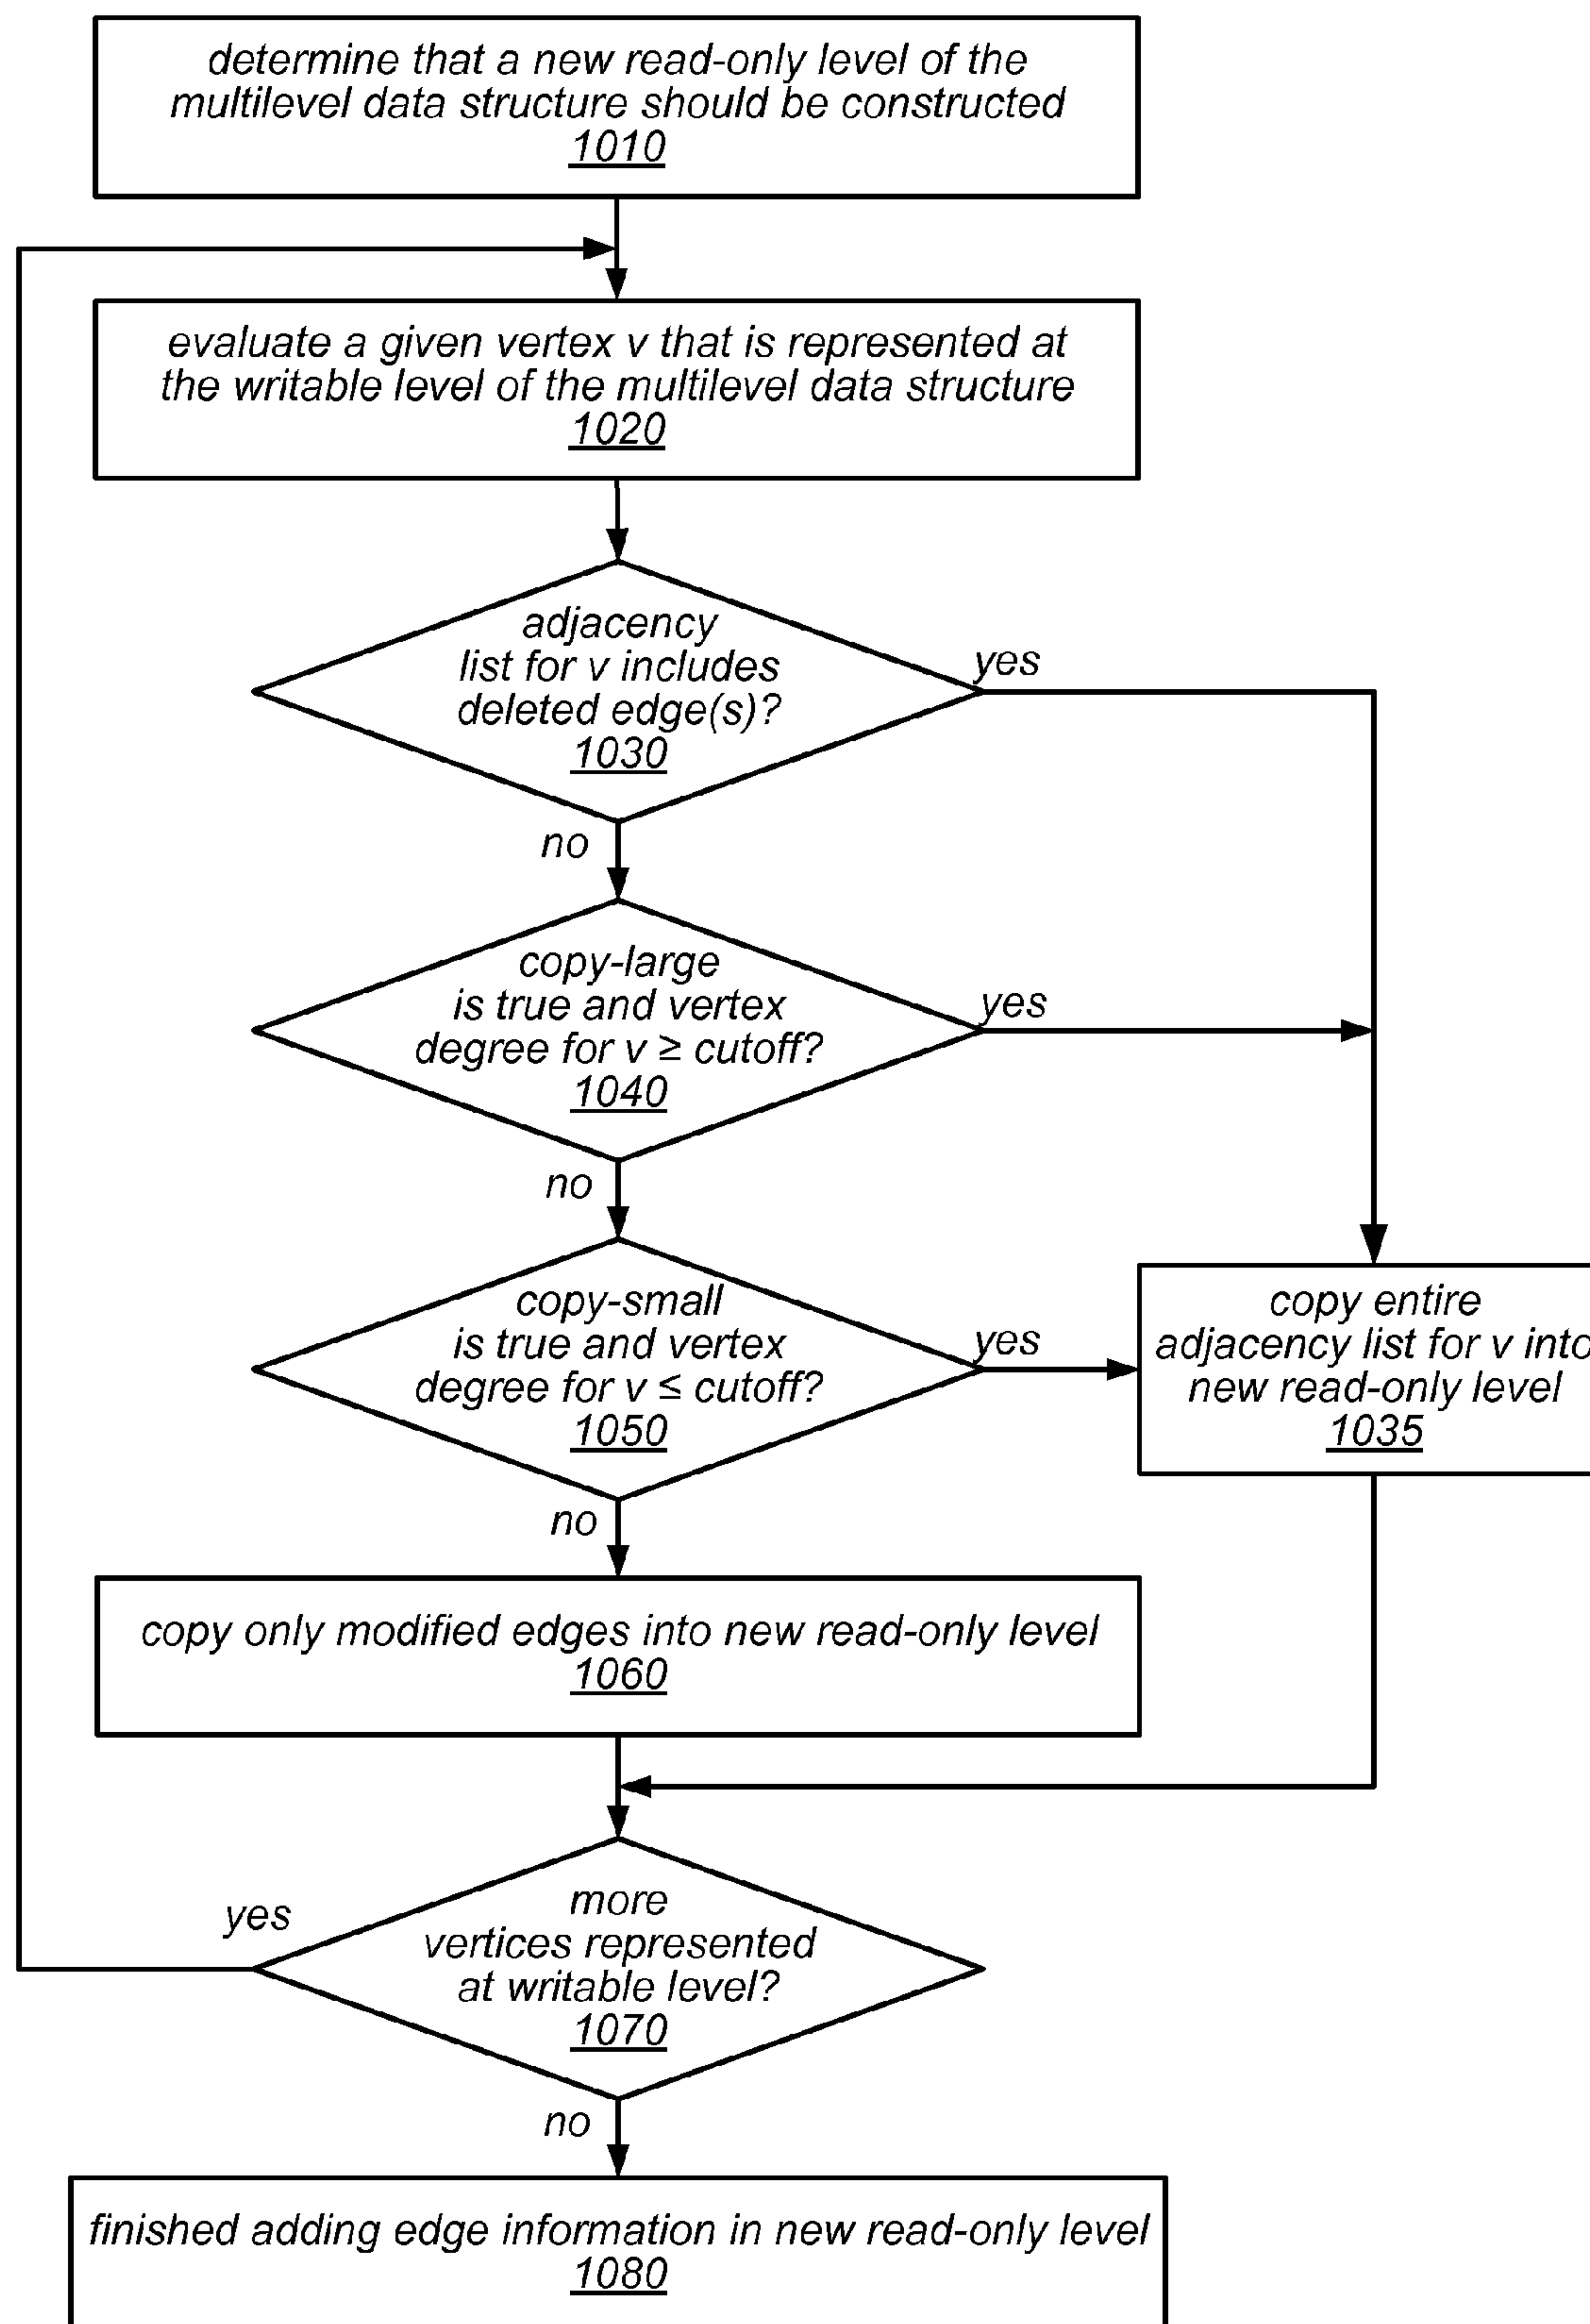 determine that a new read-only level of the
multilevel data structure should be constructed
1010
evaluate a given vertex v that is represented at
the writable level of the multilevel data structure
1020
adjacency
list for v includes
deleted edge(s)?
1030
yes
no
copy-large
is true and vertex
degree for v ≥ cutoff?
1040
yes
no
copy-small
is true and vertex
degree for v ≤ cutoff?
1050
yes
no
copy entire
adjacency list for v into
new read-only level
1035
copy only modified edges into new read-only level
1060
more
vertices represented
at writable level?
1070
yes
no
finished adding edge information in new read-only level
1080